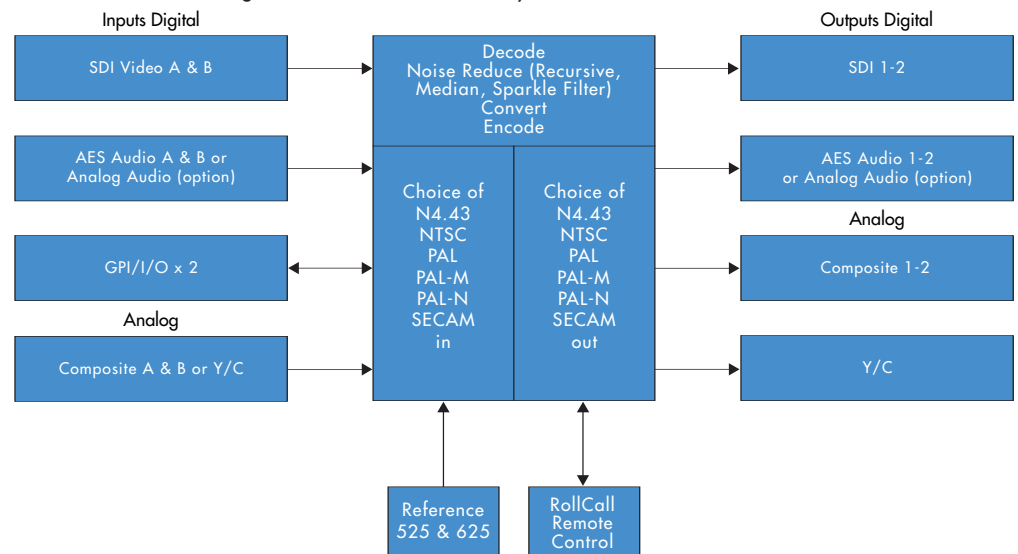 Inputs Digital
Outputs Digital
SDI Video A & B
Decode
Noise Reduce (Recursive,
Median, Sparkle Filter)
Convert
Encode
SDI 1-2
AES Audio A & B or
Analog Audio (option)
AES Audio 1-2
or Analog Audio (option)
Choice of
N4.43
NTSC
PAL
PAL-M
PAL-N
SECAM
in
Choice of
N4.43
NTSC
PAL
PAL-M
PAL-N
SECAM
out
Analog
GPI/I/O x 2
Composite 1-2
Analog
Composite A & B or Y/C
Y/C
Reference
525 & 625
RollCall
Remote
Control